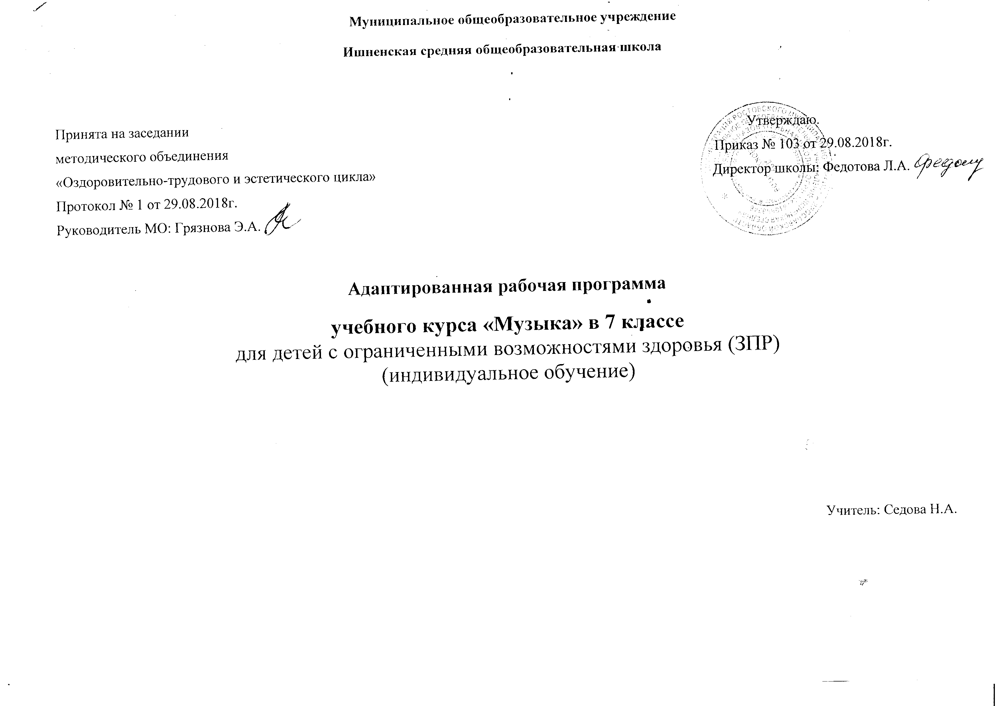 Муниципальное общеобразовательное учреждение
Ишненская средняя общеобразовательная школа
Принята на заседании
методического объединения
«Оздоровительно-трудового и эстетического цикла»
Протокол № 1 от 29.08.2018г.
Руководитель МО: Грязнова Э.А.
Утверждаю.
Приказ № 103 от 29.08.2018г.
Директор школы: Федотова Л.А.
Адаптированная рабочая программа
учебного курса «Музыка» в 7 классе
для детей с ограниченными возможностями здоровья (ЗПР)
(индивидуальное обучение)
Учитель: Седова Н.А.